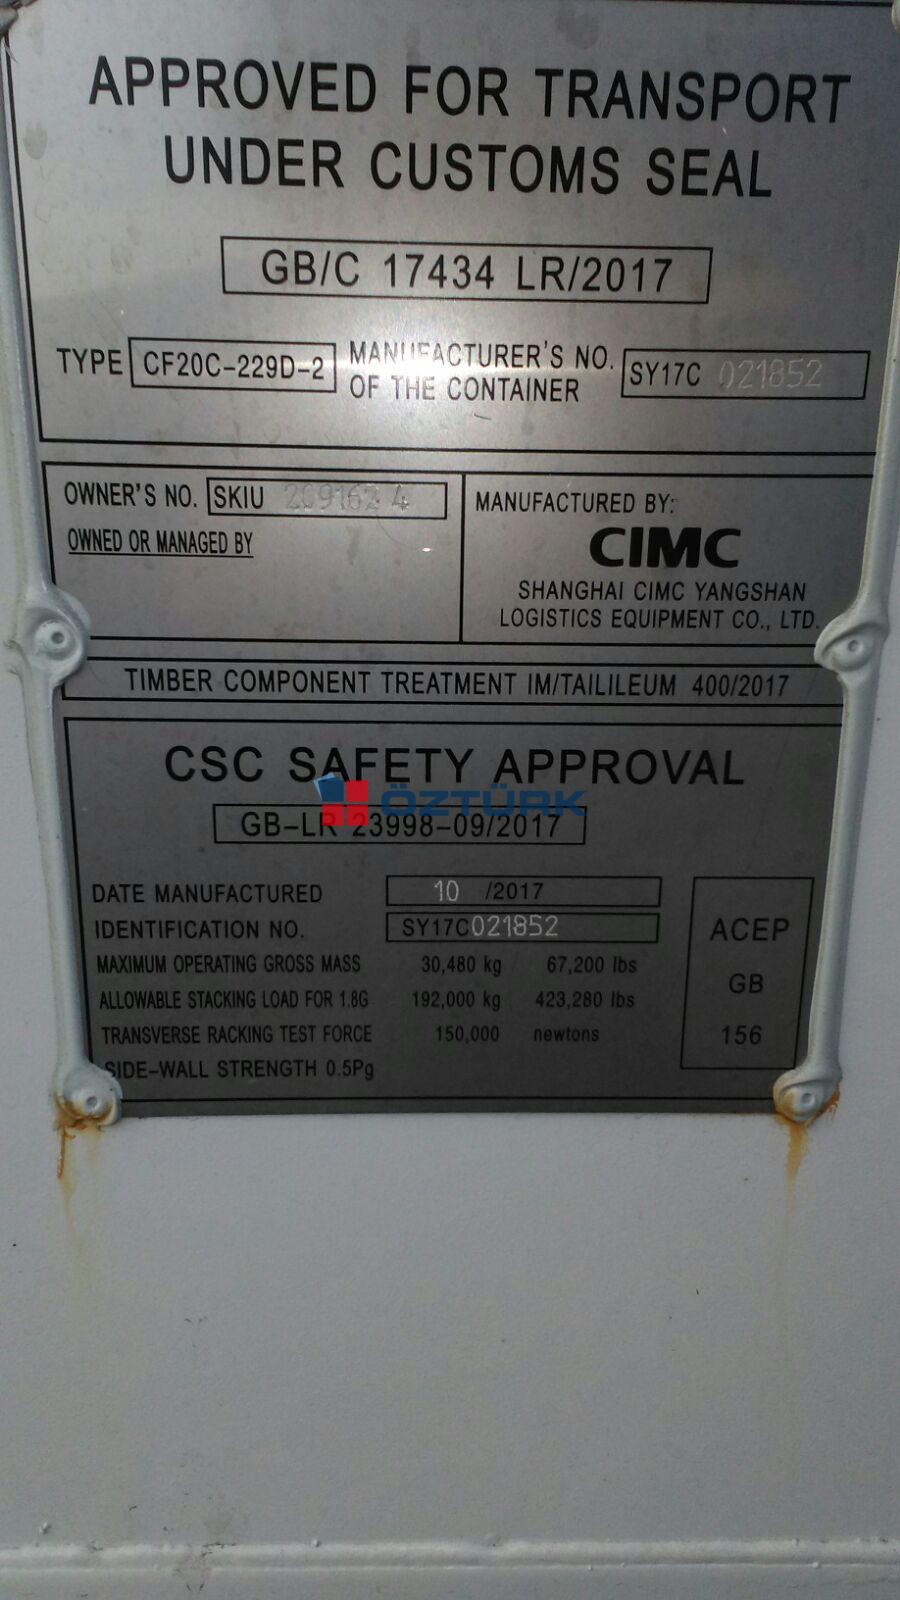 APPROVED FOR TRANSPORT
UNDER CUSTOMS SEAL
GB/C 17434 LR/2017
TYPE CF20C-229D-2 MANUFACTURER'S NO. OF THE CONTAINER SY17C 021852
OWNER'S NO. SKIU 209162 4
OWNED OR MANAGED BY
MANUFACTURED BY:
CIMC
SHANGHAI CIMC YANGSHAN
LOGISTICS EQUIPMENT CO., LTD.
TIMBER COMPONENT TREATMENT IM/TAILILEUM 400/2017
CSC SAFETY APPROVAL
ÖZTÜRK
GB-LR 23998-09/2017
DATE MANUFACTURED 10 /2017
IDENTIFICATION NO. SY17C021852
MAXIMUM OPERATING GROSS MASS 30,480 kg 67,200 lbs
ALLOWABLE STACKING LOAD FOR 1.8G 192,000 kg 423,280 lbs
TRANSVERSE RACKING TEST FORCE 150,000 newtons
SIDE-WALL STRENGTH 0.5Pg
ACEP
GB
156